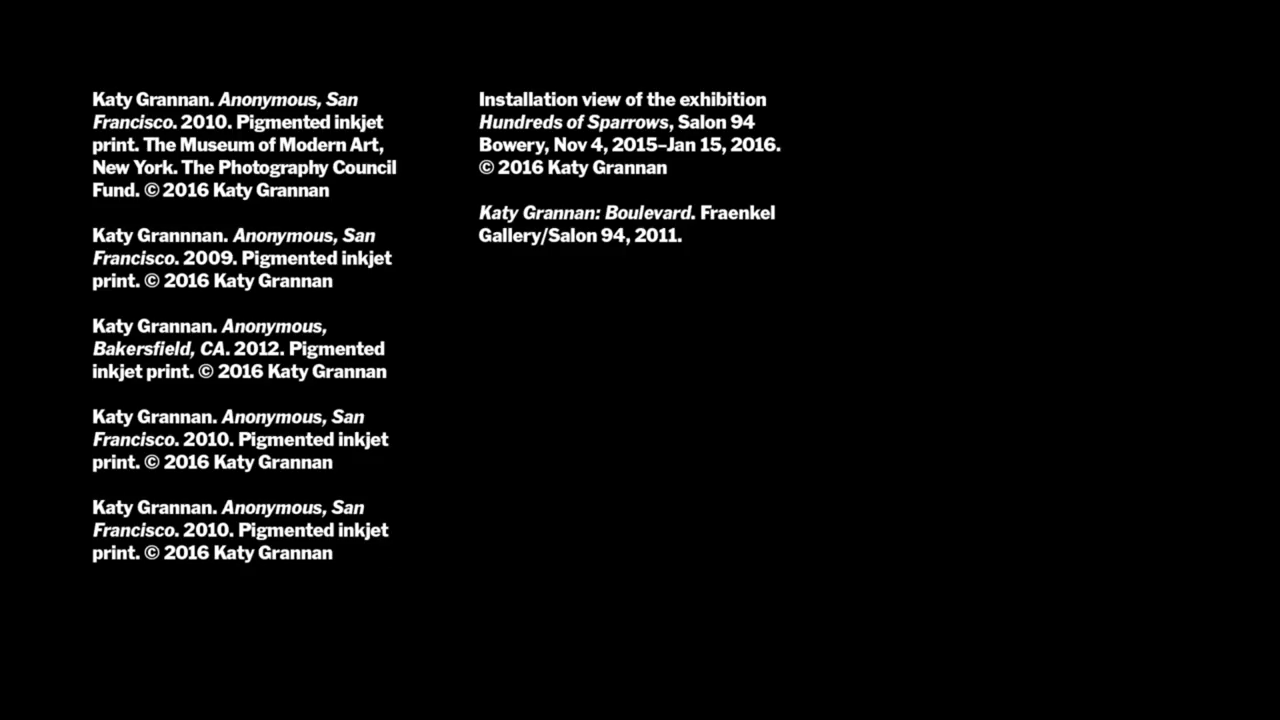 Katy Grannan. Anonymous, San
Francisco. 2010. Pigmented inkjet
print. The Museum of Modern Art,
New York. The Photography Council
Fund. © 2016 Katy Grannan
Katy Grannnan. Anonymous, San
Francisco. 2009. Pigmented inkjet
print. © 2016 Katy Grannan
Katy Grannan. Anonymous,
Bakersfield, CA. 2012. Pigmented
inkjet print. © 2016 Katy Grannan
Katy Grannan. Anonymous, San
Francisco. 2010. Pigmented inkjet
print. © 2016 Katy Grannan
Katy Grannan. Anonymous, San
Francisco. 2010. Pigmented inkjet
print. © 2016 Katy Grannan
Installation view of the exhibition
Hundreds of Sparrows, Salon 94
Bowery, Nov 4, 2015–Jan 15, 2016.
© 2016 Katy Grannan
Katy Grannan: Boulevard. Fraenkel
Gallery/Salon 94, 2011.